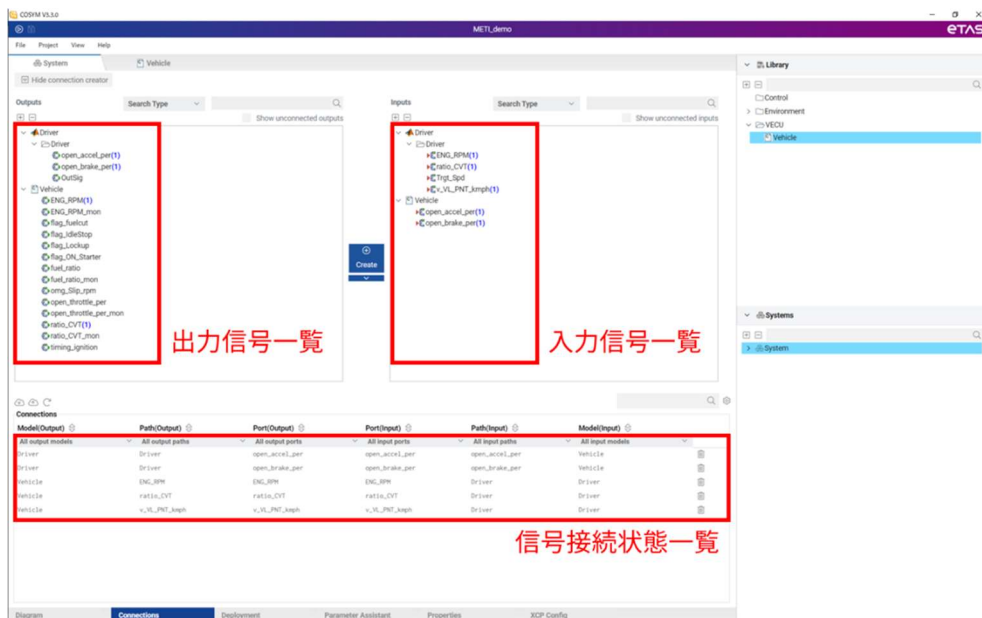 COSYM V3.3.0
METI_demo
ETAS
File Project View Help
System Vehicle
Hide connection creator
Outputs Search Type
Show unconnected outputs
Driver
Driver
open_accel_per(1)
open_brake_per(1)
OutSig
Vehicle
ENG_RPM(1)
ENG_RPM_mon
flag_fuelcut
flag_IdleStop
flag_Lockup
flag_ON_Starter
fuel_ratio
fuel_ratio_mon
omg_Slip_rpm
open_throttle_per
open_throttle_per_mon
ratio_CVT(1)
ratio_CVT_mon
timing_ignition
出力信号一覧
Create
Inputs Search Type
Show unconnected inputs
Driver
Driver
ENG_RPM(1)
ratio_CVT(1)
Trgt_Spd
v_VL_PNT_kmph(1)
Vehicle
open_accel_per(1)
open_brake_per(1)
入力信号一覧
Library
Control
Environment
VECU
Vehicle
Systems
System
Connections
Model(Output) Path(Output) Port(Output) Port(Input) Path(Input) Model(Input)
All output models All output paths All output ports All input ports All input paths All input models
Driver Driver open_accel_per open_accel_per open_accel_per Vehicle
Driver Driver open_brake_per open_brake_per open_brake_per Vehicle
Vehicle ENG_RPM ENG_RPM ENG_RPM Driver Driver
Vehicle ratio_CVT ratio_CVT ratio_CVT Driver Driver
Vehicle v_VL_PNT_kmph v_VL_PNT_kmph v_VL_PNT_kmph Driver Driver
信号接続状態一覧
Diagram Connections Deployment Parameter Assistant Properties XCP Config